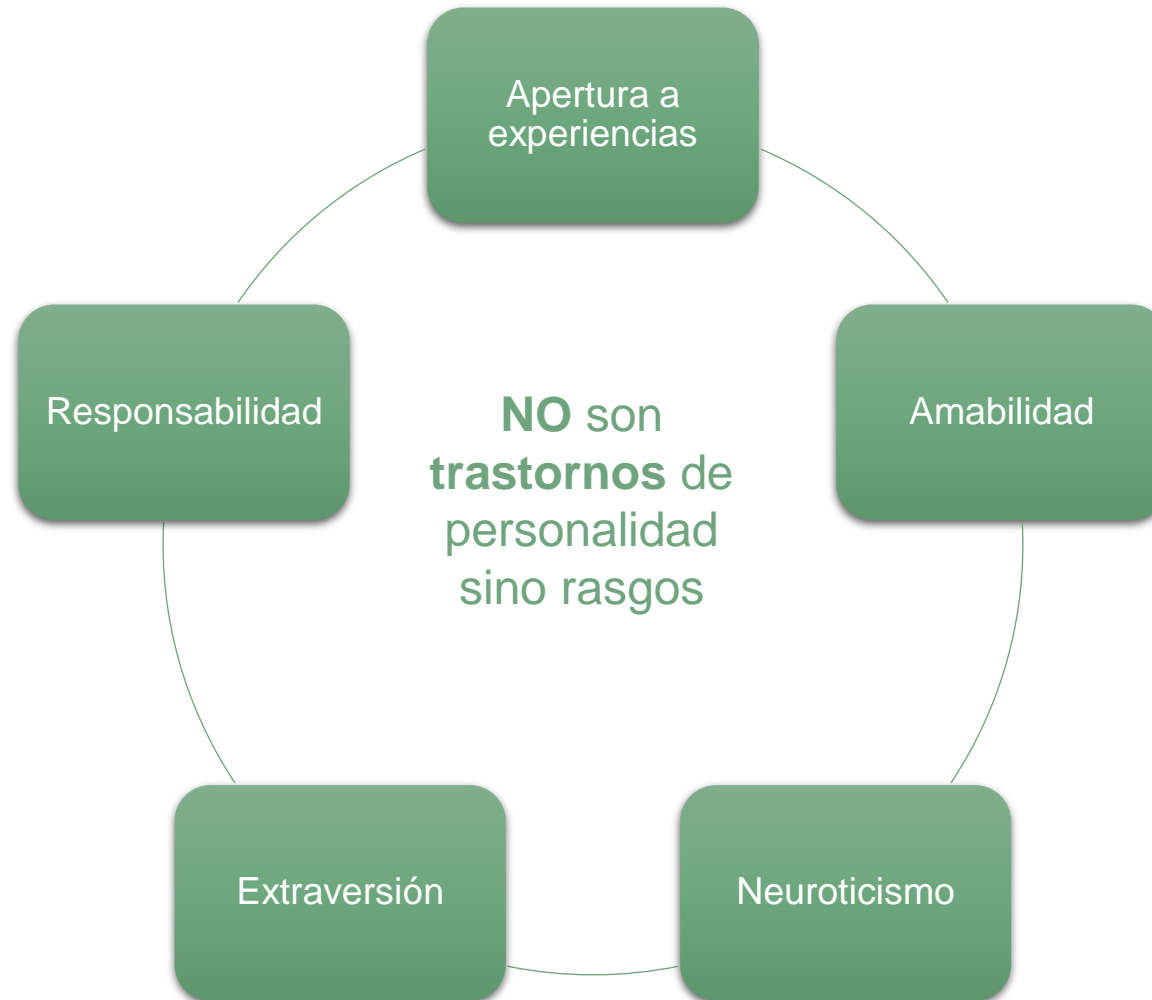 Apertura a
experiencias
Responsabilidad
Amabilidad
NO son
trastornos de
personalidad
sino rasgos
Extraversión
Neuroticismo